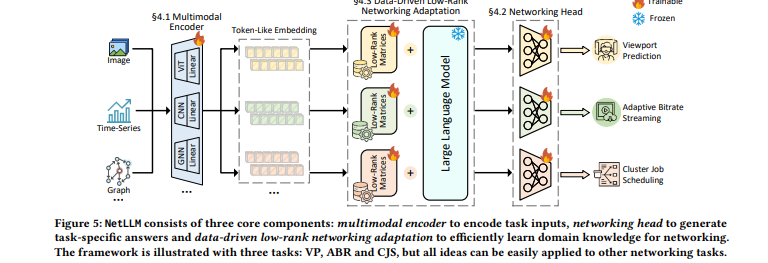 §4.3 Data-Driven Low-Rank
Networking Adaptation
Trainable
Frozen
§4.1 Multimodal
Encoder
§4.2 Networking Head
Token-Like Embedding
Image
Time-Series
Graph
...
ViT
Linear
CNN
Linear
GNN
Linear
...
...
Low-Rank
Matrices
+
Low-Rank
Matrices
+
Low-Rank
Matrices
+
Large Language Model
Viewport
Prediction
Adaptive Bitrate
Streaming
Cluster Job
Scheduling
Figure 5: NetLLM consists of three core components: multimodal encoder to encode task inputs, networking head to generate
task-specific answers and data-driven low-rank networking adaptation to efficiently learn domain knowledge for networking.
The framework is illustrated with three tasks: VP, ABR and CJS, but all ideas can be easily applied to other networking tasks.